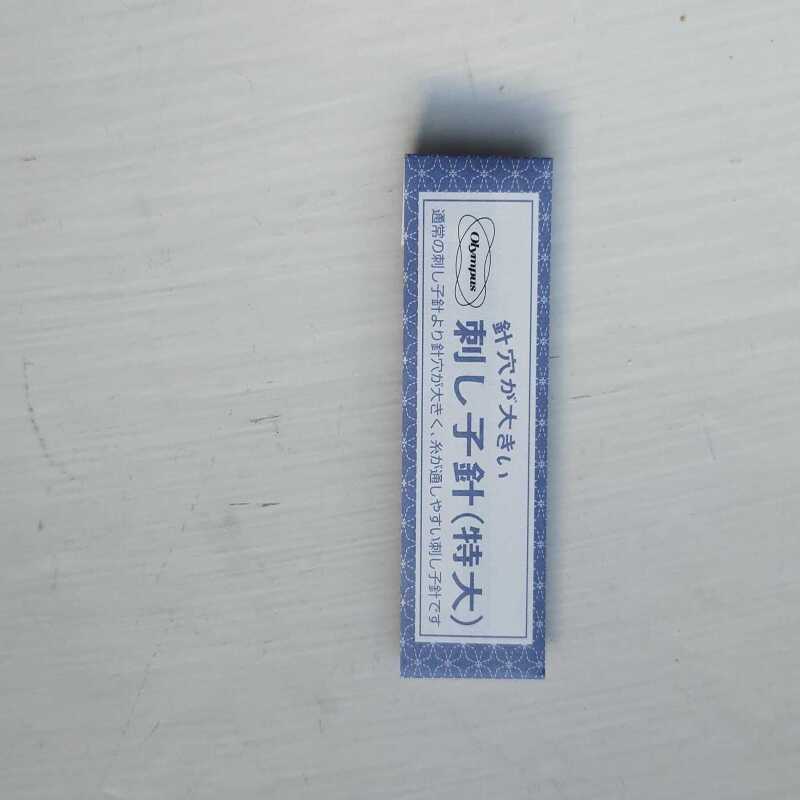 Olympus
針穴が大きい
刺し子針(特大)
通常の刺し子針より針穴が大きく、糸が通しやすい刺し子針です